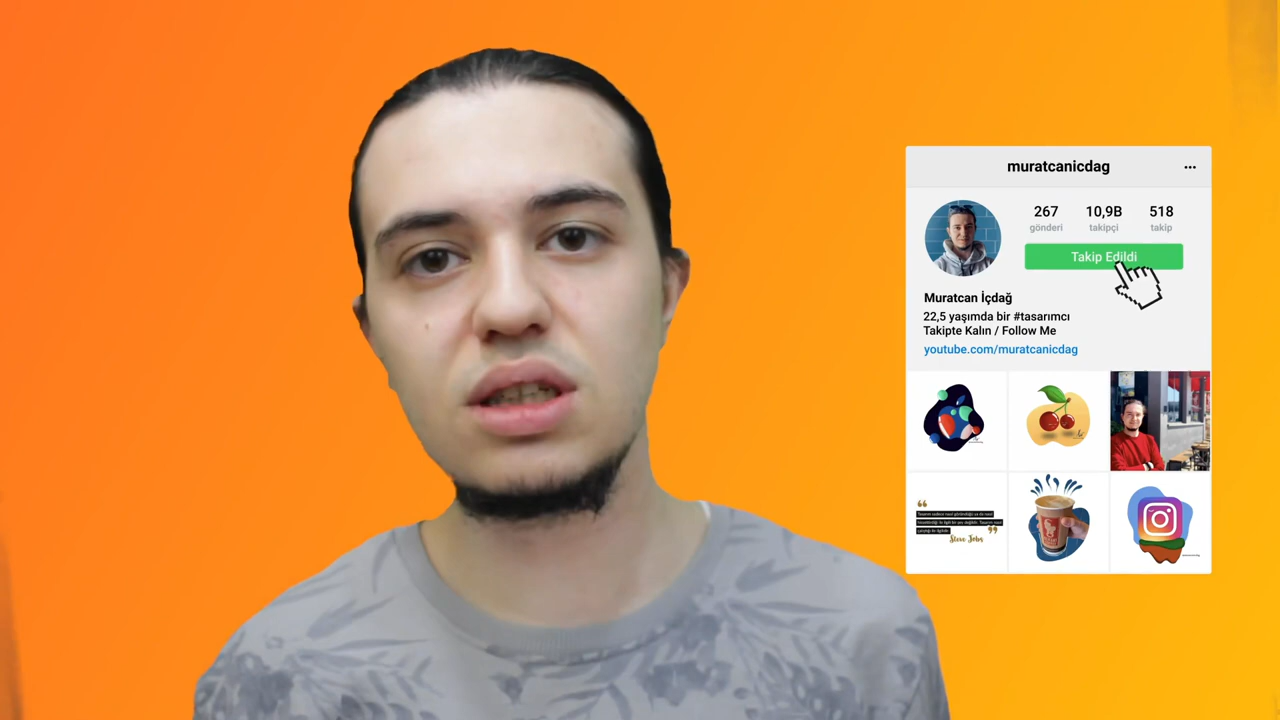 muratcanicdag
267 10,9B 518
gönderi takipçi takip
Takip Edildi
Muratcan İçdağ
22,5 yaşımda bir #tasarımcı
Takipte Kalın / Follow Me
youtube.com/muratcanicdag
Steve Jobs